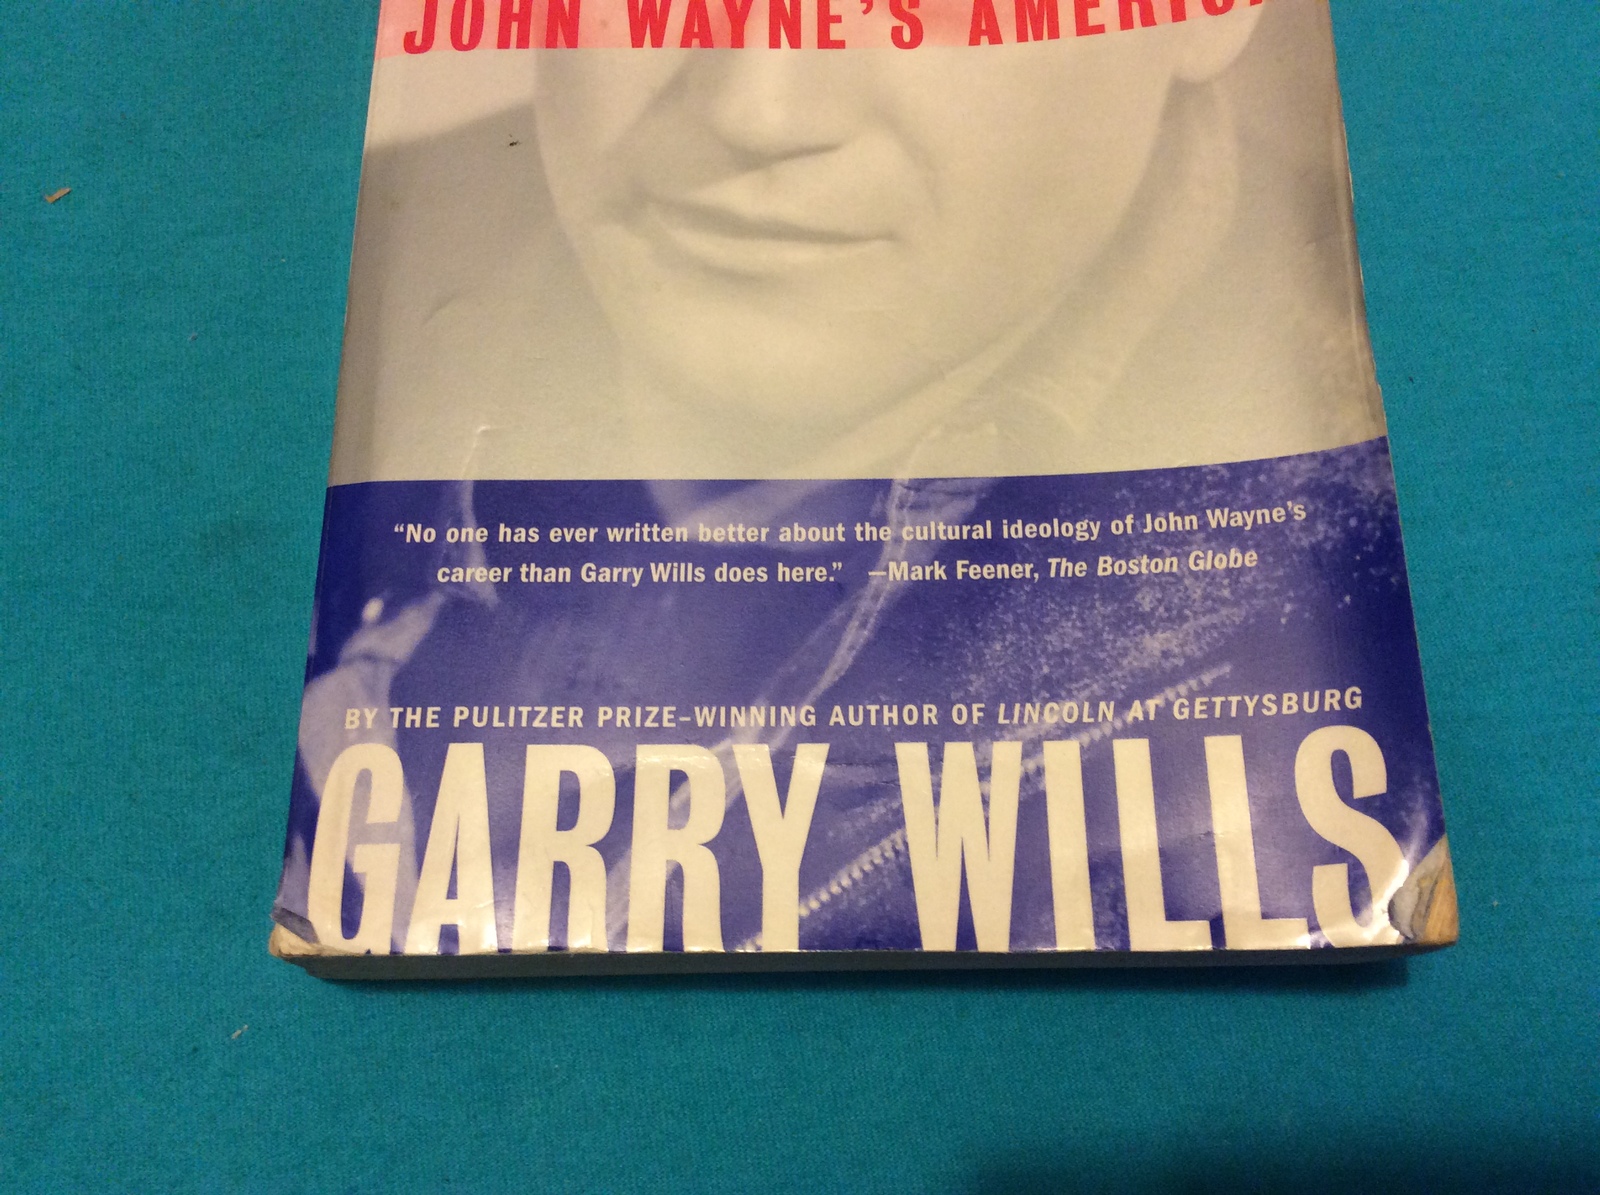 JOHN WAYNE'S AMERICA
“No one has ever written better about the cultural ideology of John Wayne's
career than Garry Wills does here.” —Mark Feener, The Boston Globe
BY THE PULITZER PRIZE–WINNING AUTHOR OF LINCOLN AT GETTYSBURG
GARRY WILLS